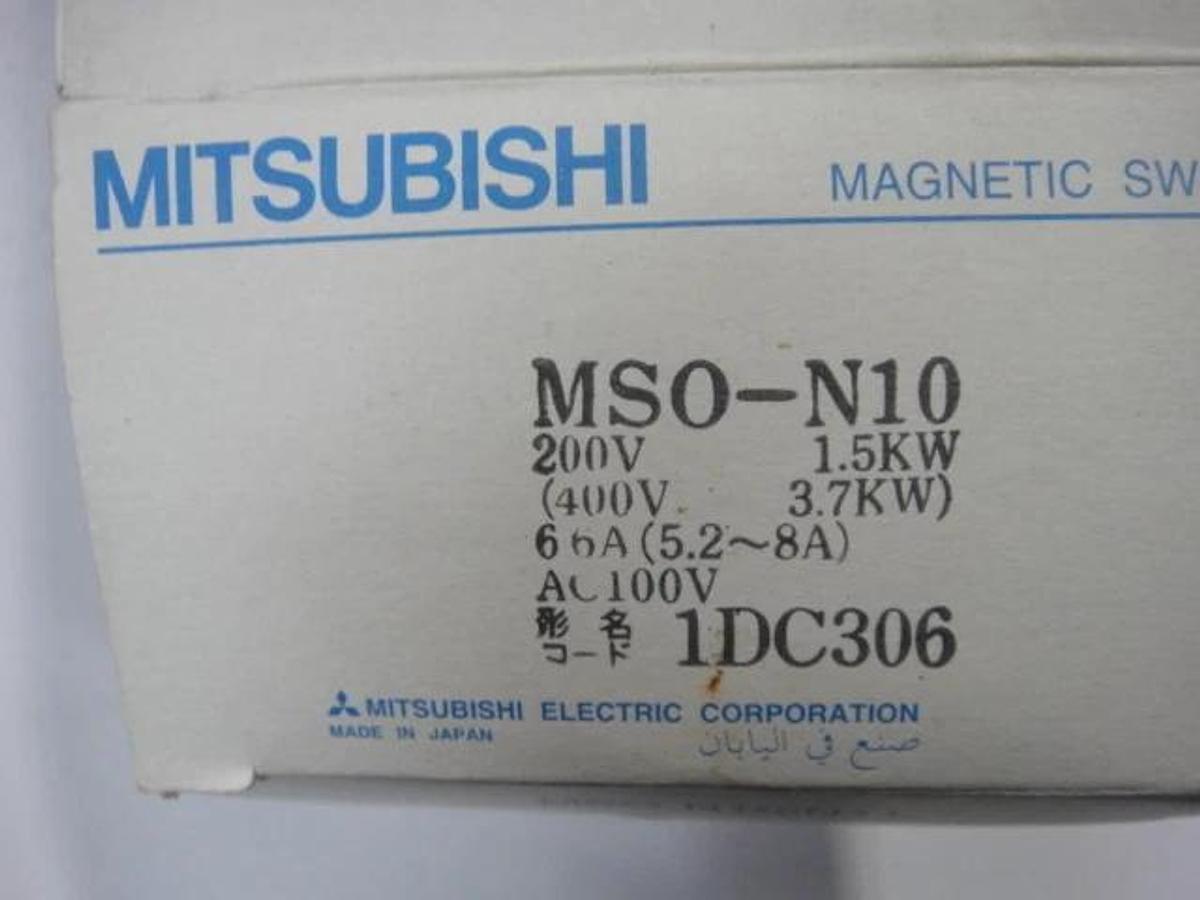 MITSUBISHI
MAGNETIC SW
MSO-N10
200V 1.5KW
(400V 3.7KW)
6.6A (5.2~8A)
AC100V
形名
コード 1DC306
MITSUBISHI ELECTRIC CORPORATION
MADE IN JAPAN
صنع في اليابان